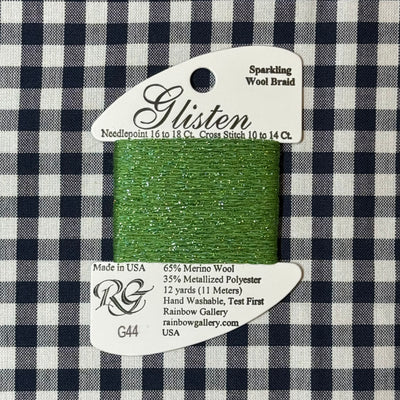 Sparkling
Wool Braid
Glisten
Needlepoint 16 to 18 Ct. Cross Stitch 10 to 14 Ct.
Made in USA
RG
G44
65% Merino Wool
35% Metallized Polyester
12 yards (11 Meters)
Hand Washable, Test First
Rainbow Gallery
rainbowgallery.com
USA